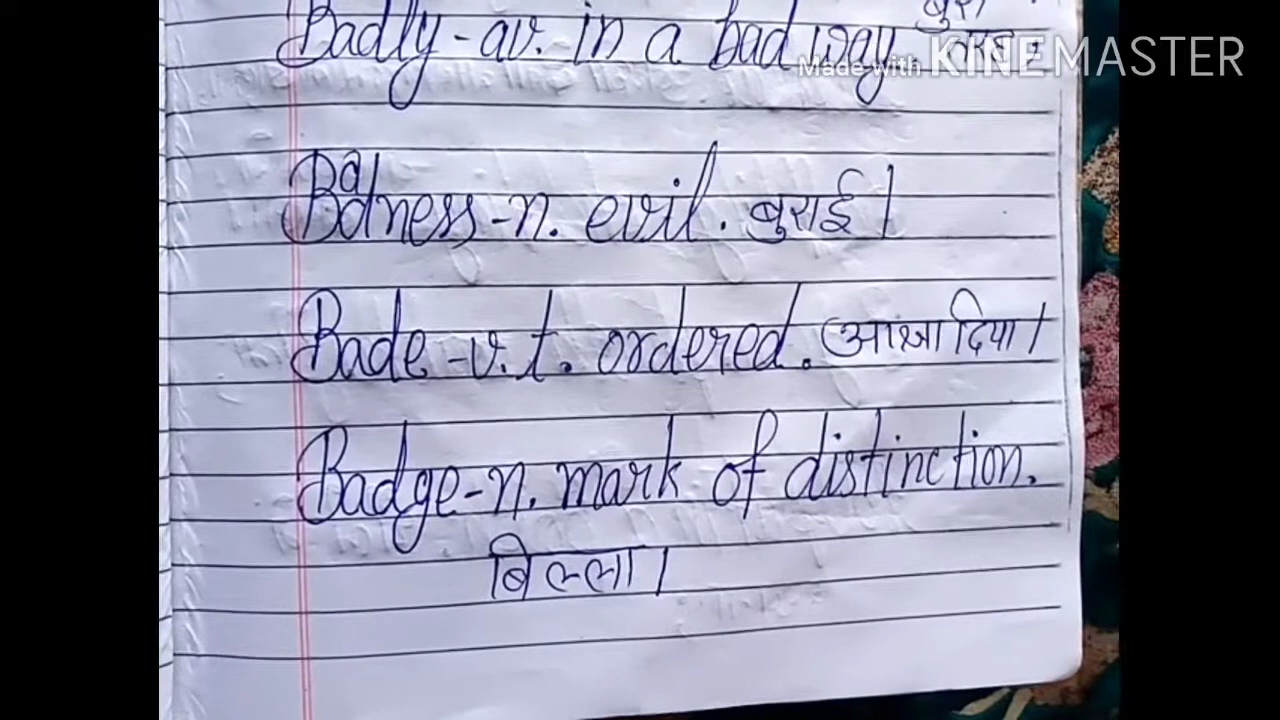 बुरा
Badly - av. in a bad way.
Made with KINEMASTER
Badness - n. evil. बुराई।
Bade - v. t. ordered. आज्ञा दिया।
Badge - n. mark of distinction.
बिल्ला।